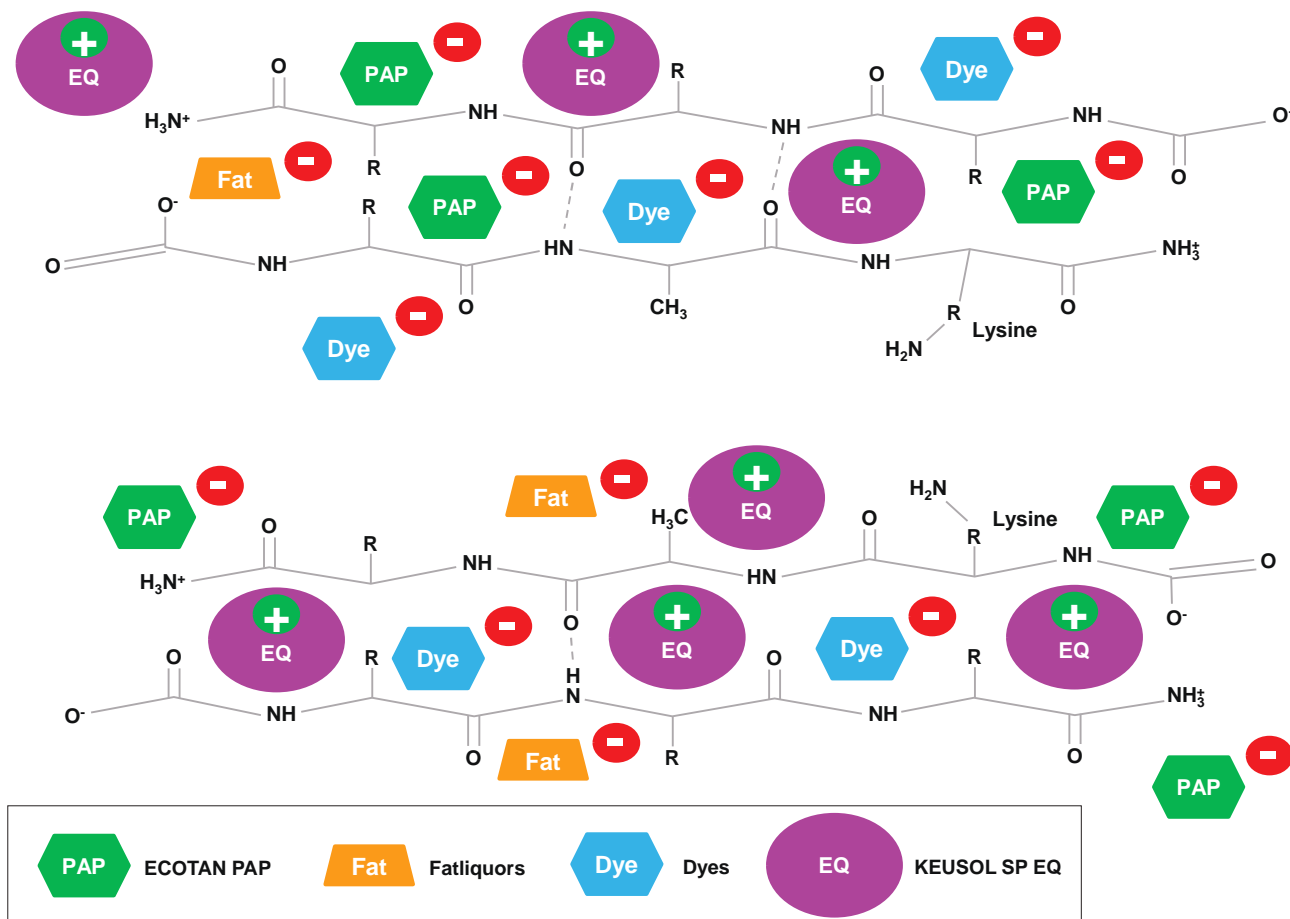 + EQ
PAP -
+ EQ
Dye -
O O R
H₃N⁺ NH NH NH O⁻
R O R O
Fat -
PAP -
Dye -
+ EQ
PAP -
O⁻ R O
O NH HN NH NH₃⁺
O CH₃ R O
Dye -
H₂N Lysine
PAP -
Fat -
+ EQ
H₂N Lysine
PAP -
O R H₃C O R NH O
H₃N⁺ NH HN
O O⁻
+ EQ
Dye -
+ EQ
Dye -
+ EQ
O R H O R
O⁻ NH N NH NH₃⁺
O R O
Fat -
PAP -
PAP ECOTAN PAP Fat Fatliquors Dye Dyes EQ KEUSOL SP EQ